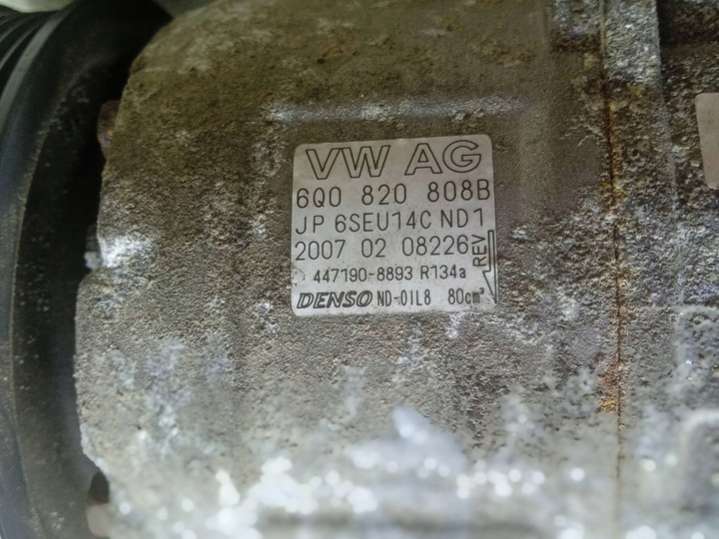 VW AG
6Q0 820 808B
JP 6SEU14C ND1
2007 02 08226
REV
447190-8893 R134a
DENSO ND-OIL8 80cm³